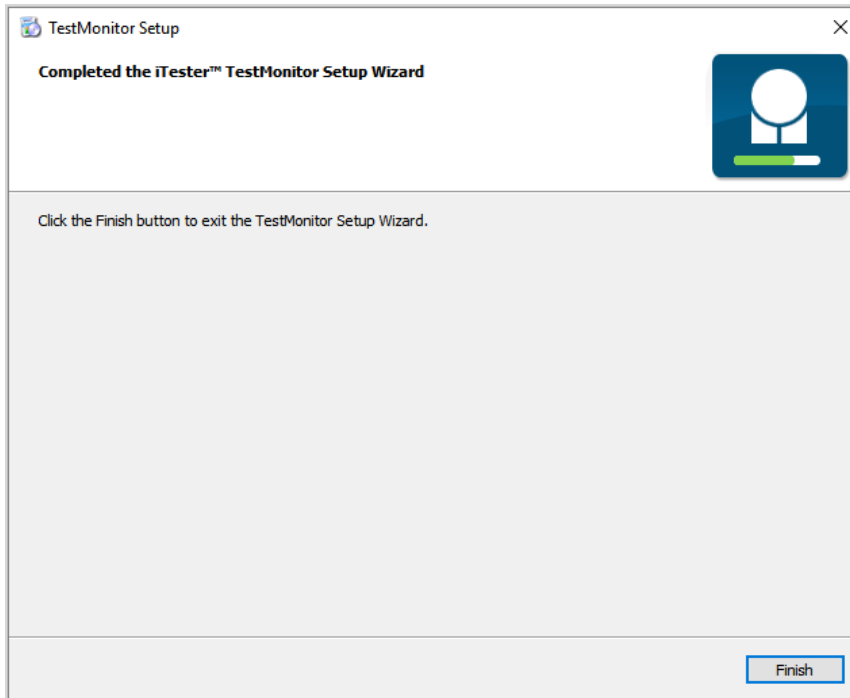 TestMonitor Setup
Completed the iTester™ TestMonitor Setup Wizard
Click the Finish button to exit the TestMonitor Setup Wizard.
Finish